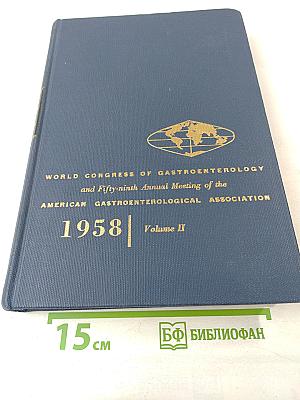 WORLD CONGRESS OF GASTROENTEROLOGY
and Fifty-ninth Annual Meeting of the
AMERICAN GASTROENTEROLOGICAL ASSOCIATION
1958 Volume II
15 см БФ БИБЛИОФАН